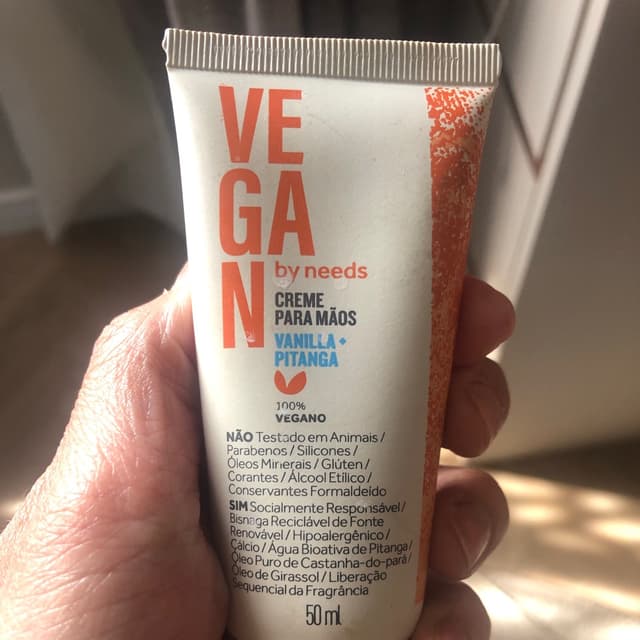 VE
GA
N
by needs
CREME
PARA MÃOS
VANILLA +
PITANGA
100%
VEGANO
NÃO Testado em Animais /
Parabenos / Silicones /
Óleos Minerais / Glúten /
Corantes / Álcool Etílico /
Conservantes Formaldeído
SIM Socialmente Responsável /
Bisnaga Reciclável de Fonte
Renovável / Hipoalergênico /
Cálcio / Água Bioativa de Pitanga /
Óleo Puro de Castanha-do-pará /
Óleo de Girassol / Liberação
Sequencial da Fragrância
50 ml